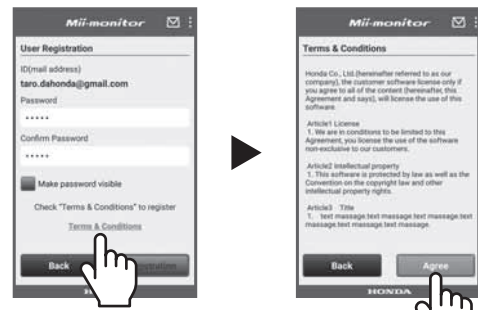 Mii-monitor
User Registration
ID(mail address)
taro.dahonda@gmail.com
Password
•••••
Confirm Password
•••••
Make password visible
Check "Terms & Conditions" to register
Terms & Conditions
Back
Mii-monitor
Terms & Conditions
Honda Co., Ltd.(hereinafter referred to as our
company), the customer software license only if
you agree to all of the content (hereinafter, this
Agreement and says), will license the use of this
software.
Article1 License
1. We are in conditions to be limited to this
Agreement, you license the use of the software
non-exclusive to our customers.
Article2 Intellectual property
1. This software is protected by law as well as the
Convention on the copyright law and other
intellectual property rights.
Article3 Title
1. text massage.text massage.text massage.text
massage.text massage.text massage.
Back
Agree
HONDA